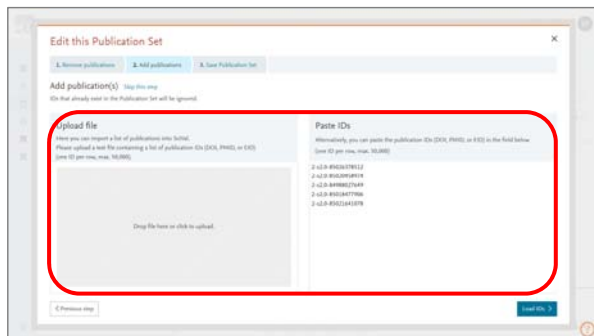 Edit this Publication Set
1. Remove publications 2. Add publications 3. Save Publication Set
Add publication(s) Skip this step
IDs that already exist in the Publication Set will be ignored.
Upload file
Here you can import a list of publications into SciVal.
Please upload a text file containing a list of publication IDs (DOI, PMID, or EID)
(one ID per row, max. 50,000)
Drop file here or click to upload
Paste IDs
Alternatively, you can paste the publication IDs (DOI, PMID, or EID) in the field below
(one ID per row, max. 50,000)
2-s2.0-85026378512
2-s2.0-85020958939
2-s2.0-84988027649
2-s2.0-85018477986
2-s2.0-85021641078
Previous step
Load IDs